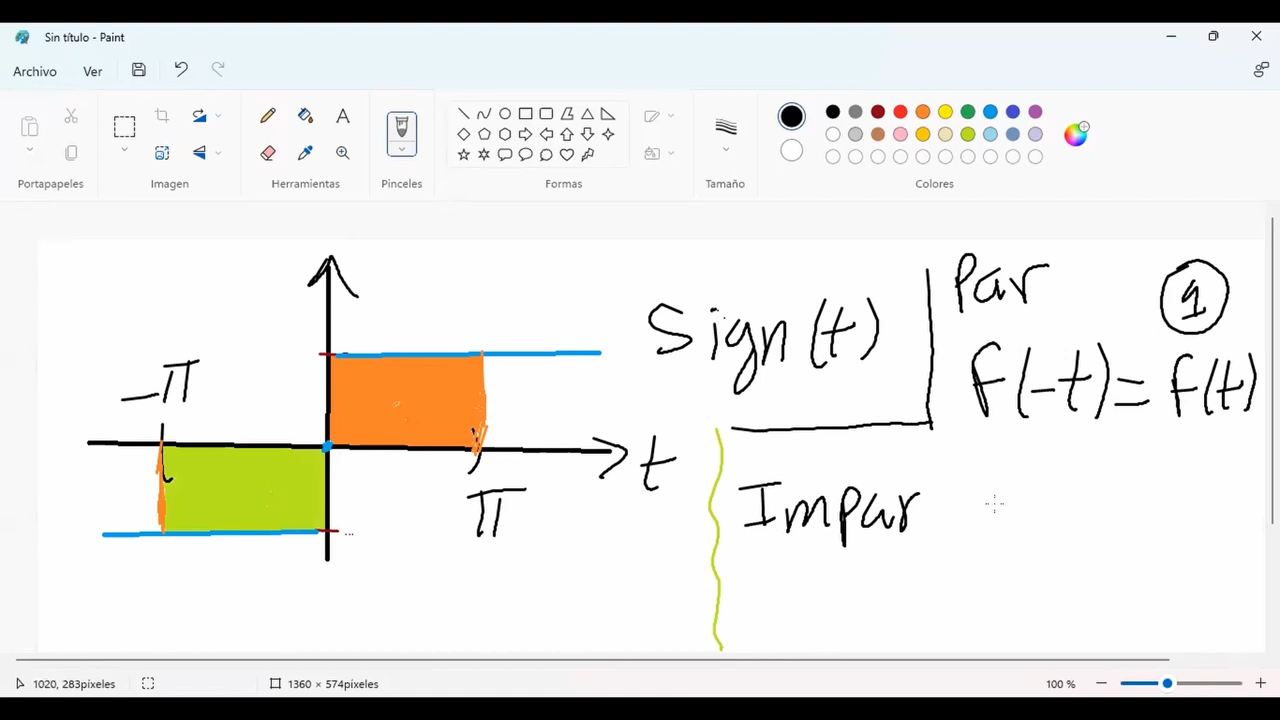 Sin título - Paint
Archivo Ver
Portapapeles
Imagen
Herramientas
Pinceles
Formas
Tamaño
Colores
-π
π
t
Sign(t)
Par
1
f(-t)=f(t)
Impar
1020, 283píxeles
1360 × 574píxeles
100 %